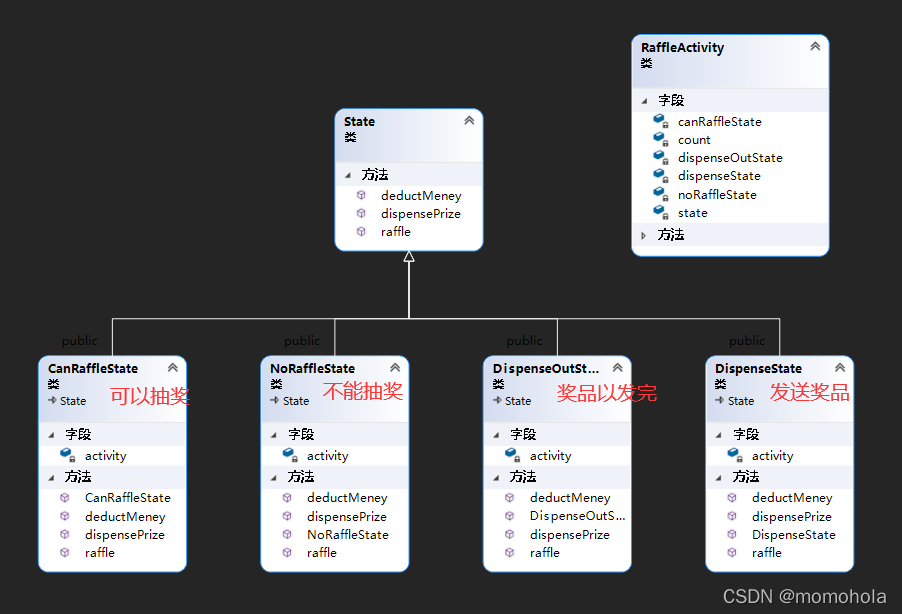 RaffleActivity
类
字段
canRaffleState
count
dispenseOutState
dispenseState
noRaffleState
state
方法
State
类
方法
deductMeney
dispensePrize
raffle
public
public
public
public
CanRaffleState
类
State
可以抽奖
字段
activity
方法
CanRaffleState
deductMeney
dispensePrize
raffle
NoRaffleState
类
State
不能抽奖
字段
activity
方法
deductMeney
dispensePrize
NoRaffleState
raffle
DispenseOutSt...
类
State
奖品以发完
字段
activity
方法
deductMeney
DispenseOutS...
dispensePrize
raffle
DispenseState
类
State
发送奖品
字段
activity
方法
deductMeney
dispensePrize
DispenseState
raffle
CSDN @momohola